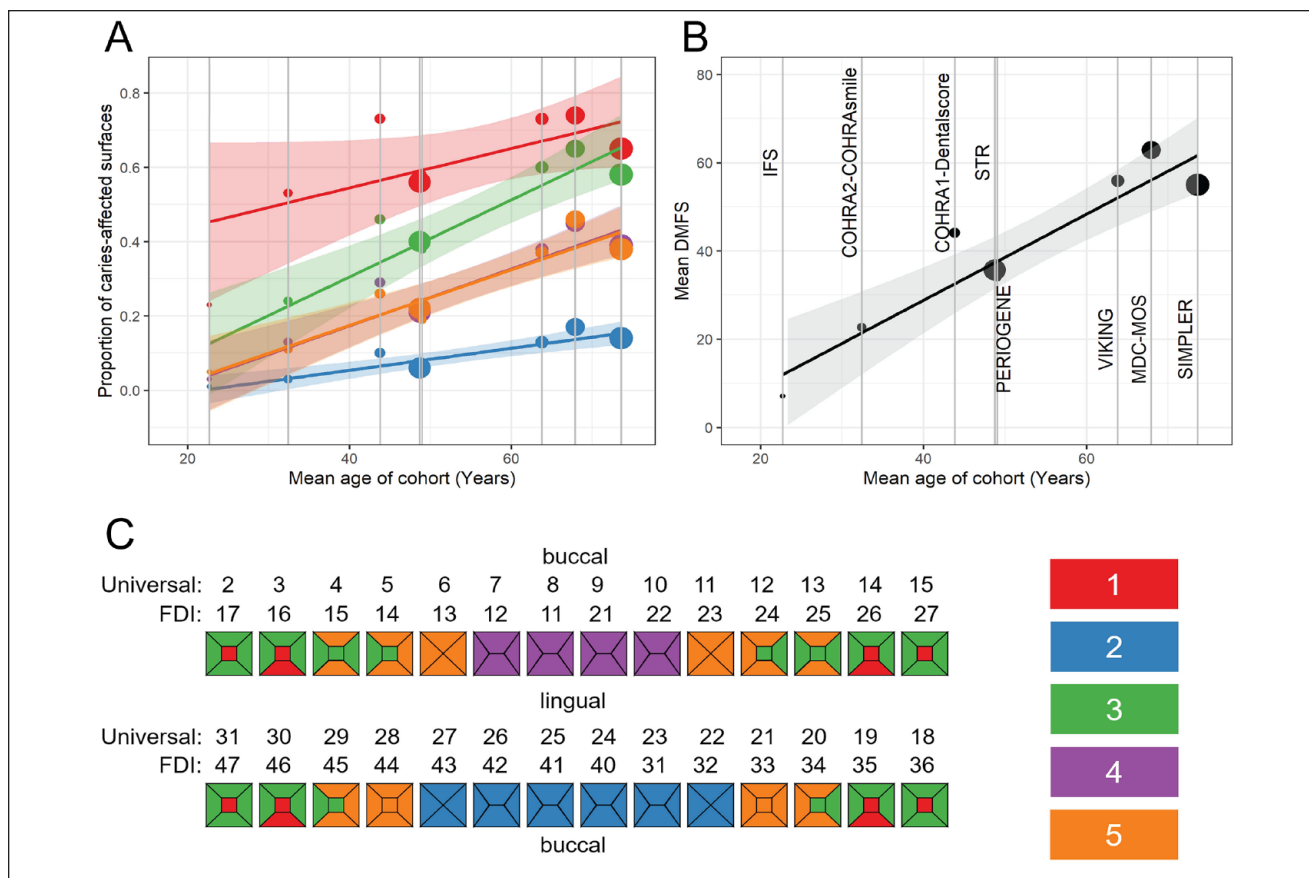 A
B
0.8
0.6
0.4
0.2
0.0
Proportion of caries-affected surfaces
20
40
60
Mean age of cohort (Years)
80
60
40
20
0
Mean DMFS
IFS
COHRA2-COHRAsmile
COHRA1-Dentalscore
STR
PERIOGENE
VIKING
MDC-MOS
SIMPLER
20
40
60
Mean age of cohort (Years)
C
buccal
Universal: 2 3 4 5 6 7 8 9 10 11 12 13 14 15
FDI: 17 16 15 14 13 12 11 21 22 23 24 25 26 27
lingual
Universal: 31 30 29 28 27 26 25 24 23 22 21 20 19 18
FDI: 47 46 45 44 43 42 41 40 31 32 33 34 35 36
buccal
1
2
3
4
5